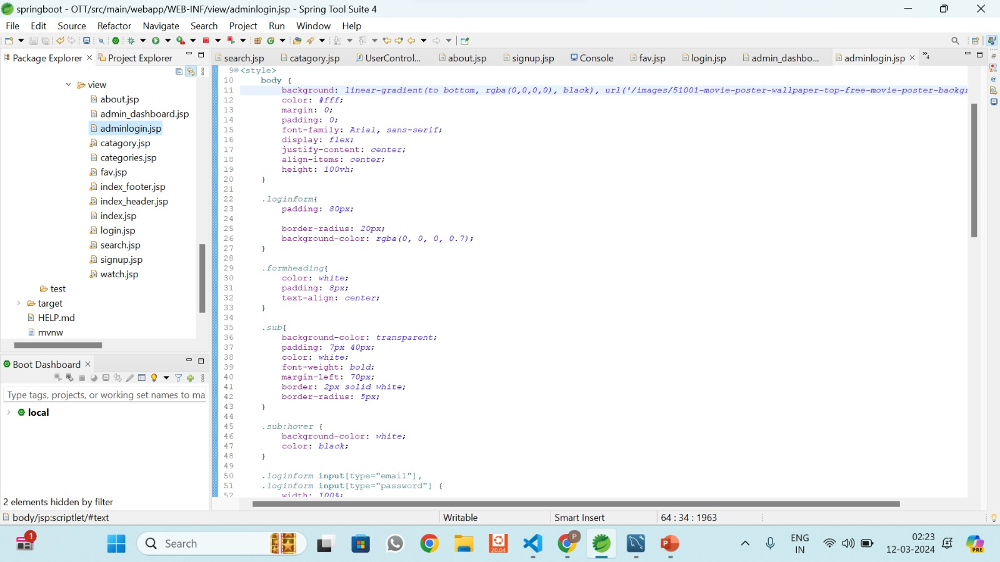 springboot - OTT/src/main/webapp/WEB-INF/view/adminlogin.jsp - Spring Tool Suite 4
File Edit Source Refactor Navigate Search Project Run Window Help
Package Explorer Project Explorer
search.jsp catagory.jsp UserControl... about.jsp signup.jsp Console fav.jsp login.jsp admin_dashbo... adminlogin.jsp »4
view
about.jsp
admin_dashboard.jsp
adminlogin.jsp
catagory.jsp
categories.jsp
fav.jsp
index_footer.jsp
index_header.jsp
index.jsp
login.jsp
search.jsp
signup.jsp
watch.jsp
test
target
HELP.md
mvnw
Boot Dashboard
Type tags, projects, or working set names to ma
local
2 elements hidden by filter
9 <style>
10 body {
11 background: linear-gradient(to bottom, rgba(0,0,0,0), black), url('/images/51001-movie-poster-wallpaper-top-free-movie-poster-backgr
12 color: #fff;
13 margin: 0;
14 padding: 0;
15 font-family: Arial, sans-serif;
16 display: flex;
17 justify-content: center;
18 align-items: center;
19 height: 100vh;
20 }
21
22 .loginform{
23 padding: 80px;
24
25 border-radius: 20px;
26 background-color: rgba(0, 0, 0, 0.7);
27 }
28
29 .formheading{
30 color: white;
31 padding: 8px;
32 text-align: center;
33 }
34
35 .sub{
36 background-color: transparent;
37 padding: 7px 40px;
38 color: white;
39 font-weight: bold;
40 margin-left: 70px;
41 border: 2px solid white;
42 border-radius: 5px;
43 }
44
45 .sub:hover {
46 background-color: white;
47 color: black;
48 }
49
50 .loginform input[type="email"],
51 .loginform input[type="password"] {
52 width: 100%;
body/jsp:scriptlet/#text Writable Smart Insert 64 : 34 : 1963
1 Search 20.04 P ENG IN 02:23 12-03-2024 PRE